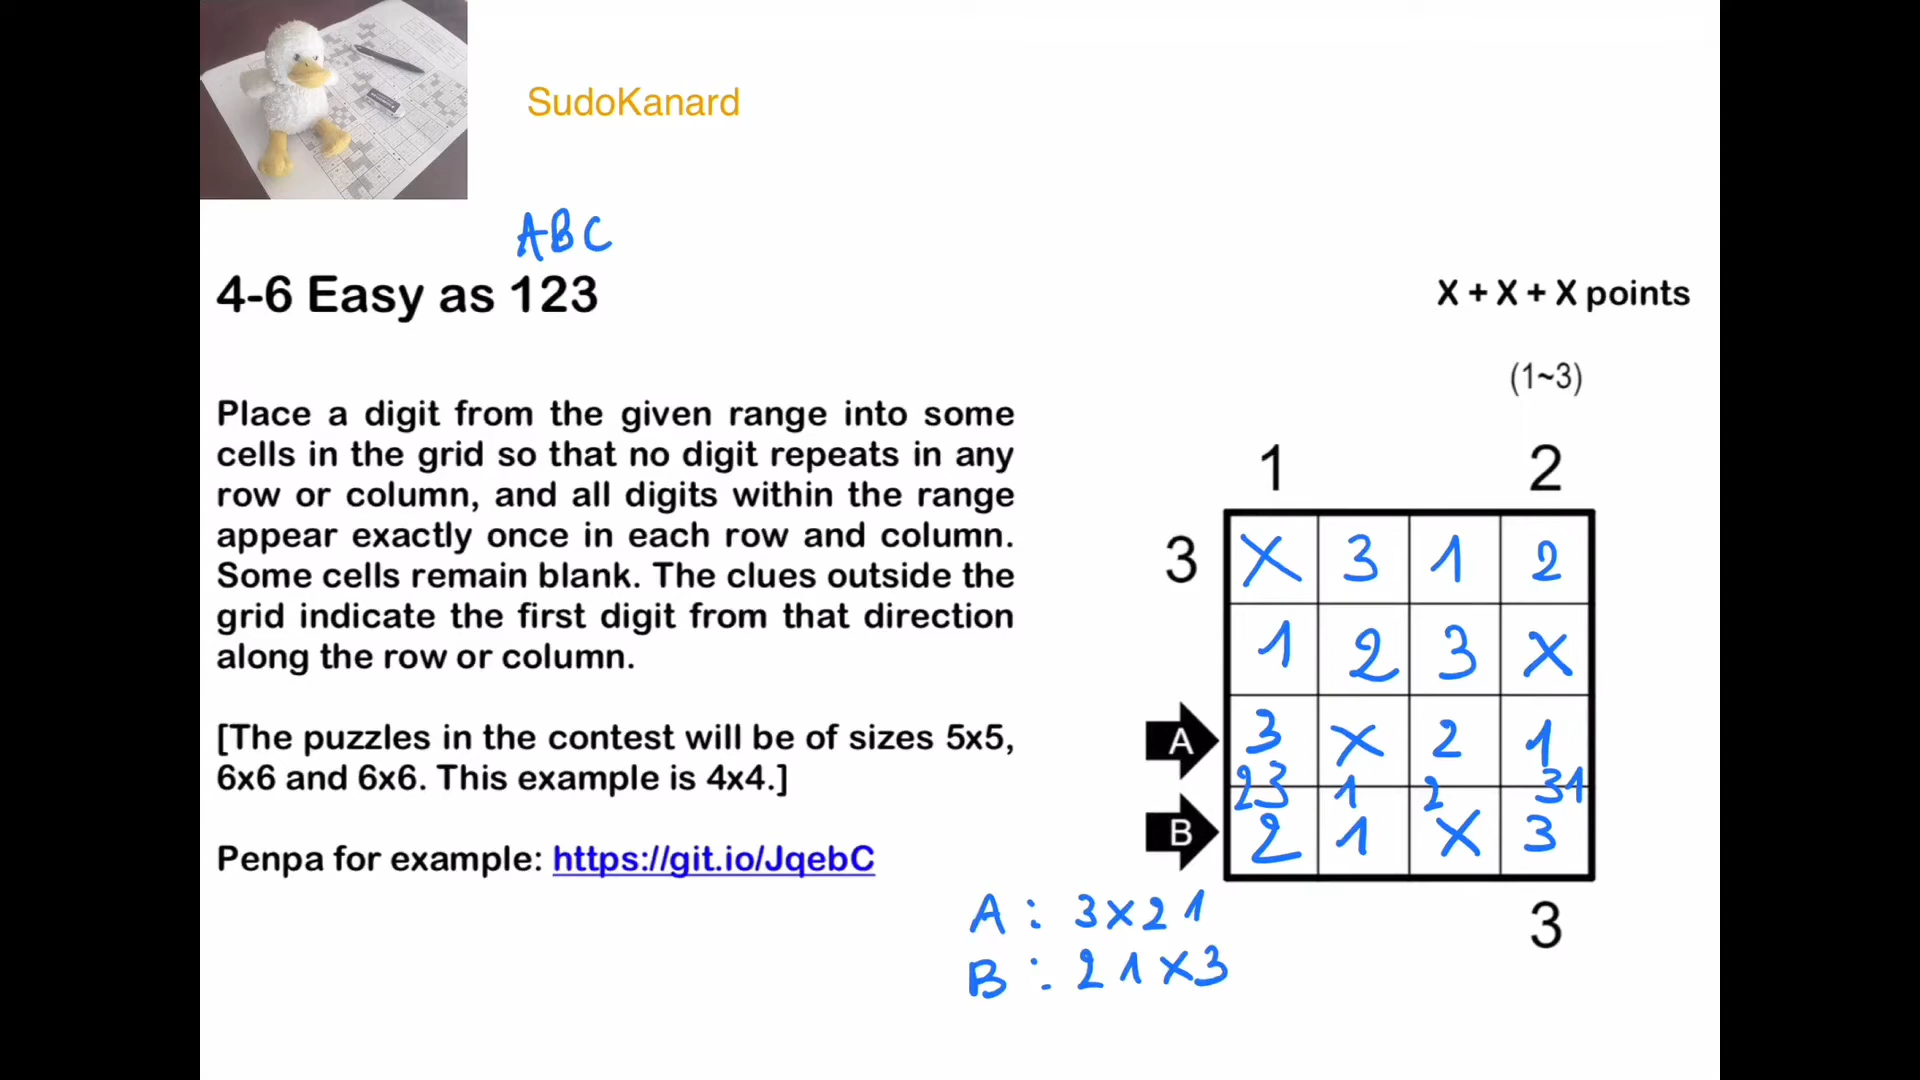 SudoKanard
ABC
4-6 Easy as 123
X + X + X points
(1~3)
Place a digit from the given range into some
cells in the grid so that no digit repeats in any
row or column, and all digits within the range
appear exactly once in each row and column.
Some cells remain blank. The clues outside the
grid indicate the first digit from that direction
along the row or column.
[The puzzles in the contest will be of sizes 5x5,
6x6 and 6x6. This example is 4x4.]
Penpa for example: https://git.io/JqebC
1 2
3 X 3 1 2
1 2 3 X
A 3 X 2 1
23 1 2 31
B 2 1 X 3
3
A : 3X21
B : 21X3